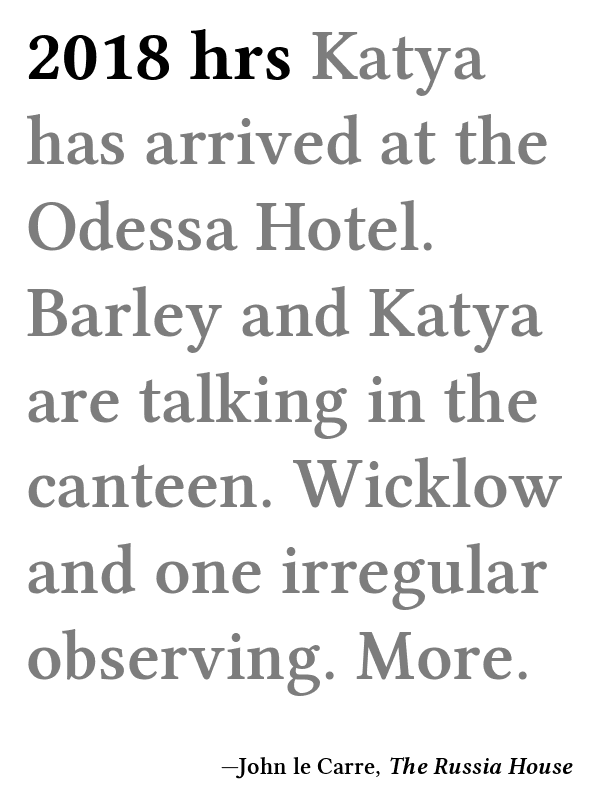 2018 hrs Katya
has arrived at the
Odessa Hotel.
Barley and Katya
are talking in the
canteen. Wicklow
and one irregular
observing. More.
—John le Carre, The Russia House